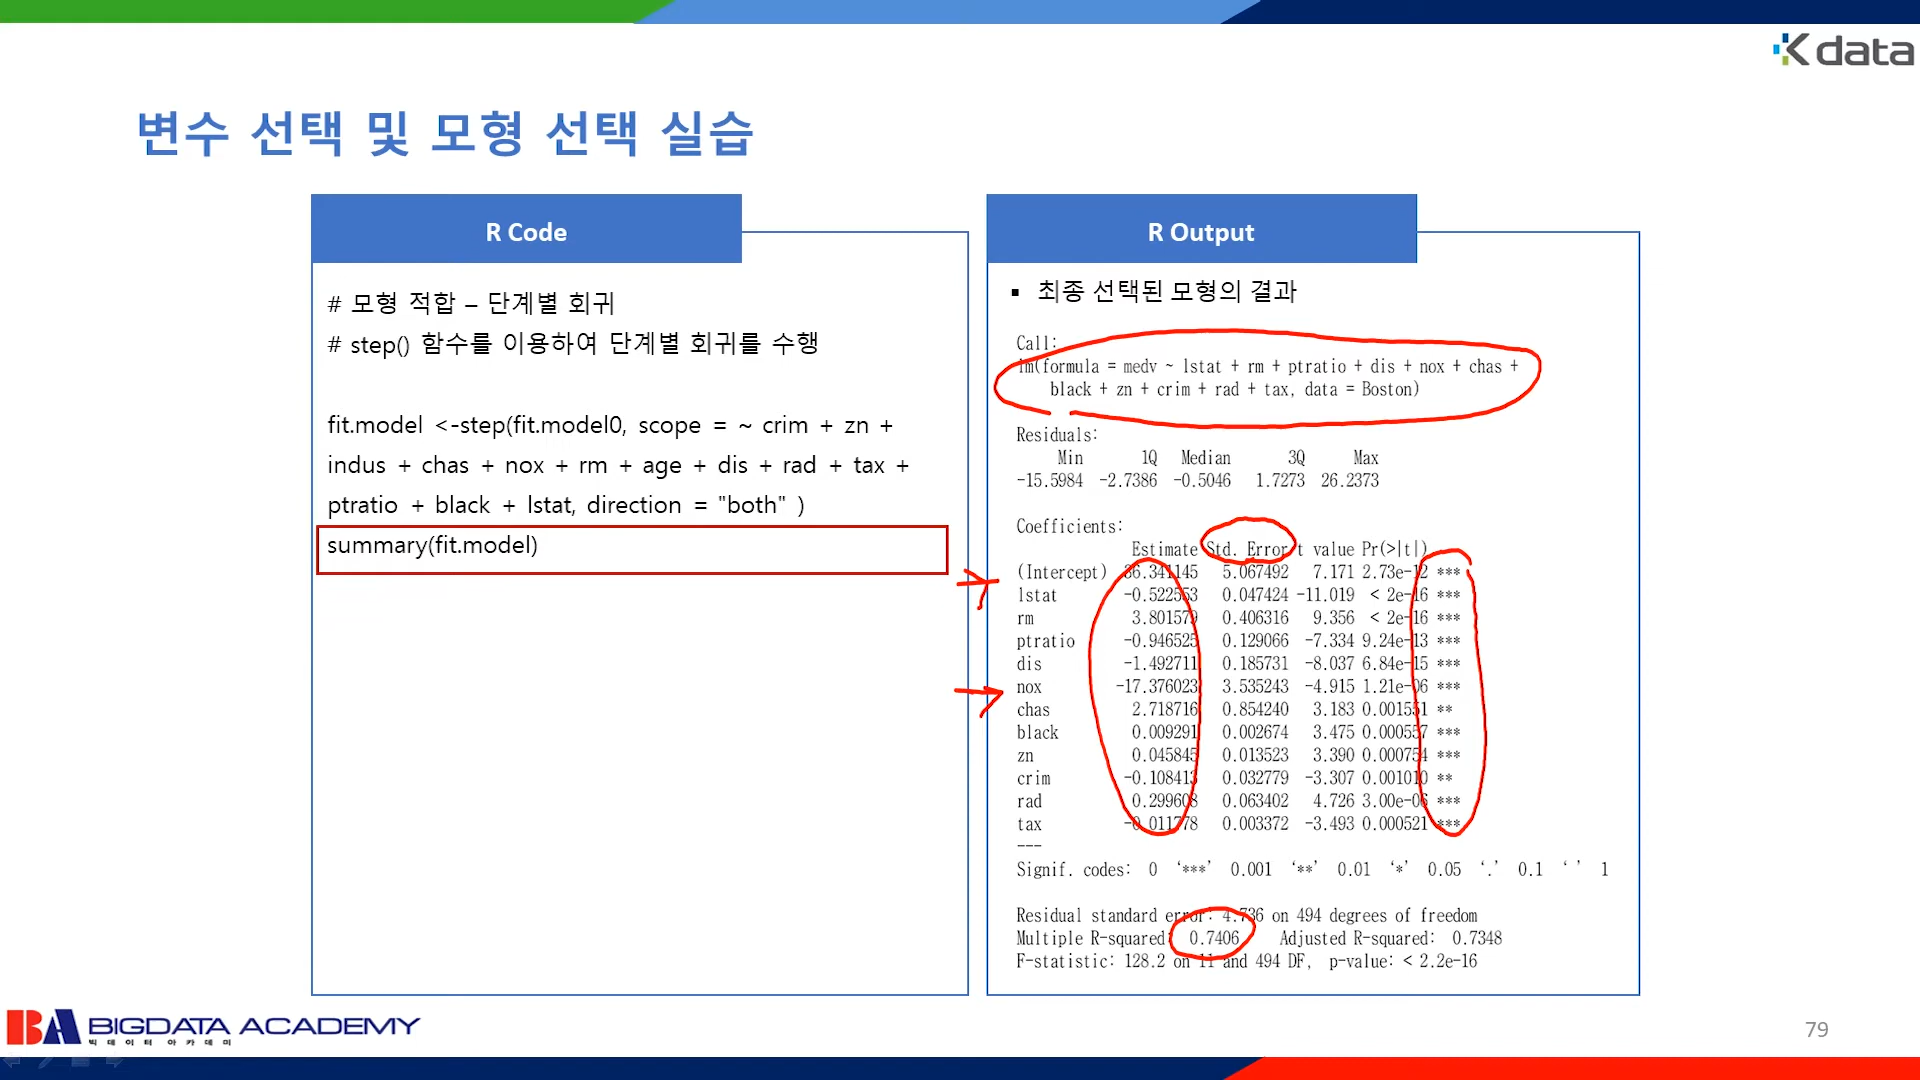 K data
변수 선택 및 모형 선택 실습
R Code
# 모형 적합 – 단계별 회귀
# step() 함수를 이용하여 단계별 회귀를 수행
fit.model <-step(fit.model0, scope = ~ crim + zn +
indus + chas + nox + rm + age + dis + rad + tax +
ptratio + black + lstat, direction = "both" )
summary(fit.model)
R Output
▪ 최종 선택된 모형의 결과
Call:
lm(formula = medv ~ lstat + rm + ptratio + dis + nox + chas +
black + zn + crim + rad + tax, data = Boston)
Residuals:
Min 1Q Median 3Q Max
-15.5984 -2.7386 -0.5046 1.7273 26.2373
Coefficients:
Estimate Std. Error t value Pr(>|t|)
(Intercept) 36.341145 5.067492 7.171 2.73e-12 ***
lstat -0.522553 0.047424 -11.019 < 2e-16 ***
rm 3.801579 0.406316 9.356 < 2e-16 ***
ptratio -0.946525 0.129066 -7.334 9.24e-13 ***
dis -1.492711 0.185731 -8.037 6.84e-15 ***
nox -17.376023 3.535243 -4.915 1.21e-06 ***
chas 2.718716 0.854240 3.183 0.001551 **
black 0.009291 0.002674 3.475 0.000557 ***
zn 0.045845 0.013523 3.390 0.000754 ***
crim -0.108413 0.032779 -3.307 0.001010 **
rad 0.299608 0.063402 4.726 3.00e-06 ***
tax -0.011778 0.003372 -3.493 0.000521 ***
---
Signif. codes: 0 ‘***’ 0.001 ‘**’ 0.01 ‘*’ 0.05 ‘.’ 0.1 ‘ ’ 1
Residual standard error: 4.736 on 494 degrees of freedom
Multiple R-squared: 0.7406 Adjusted R-squared: 0.7348
F-statistic: 128.2 on 11 and 494 DF, p-value: < 2.2e-16
BA BIGDATA ACADEMY
빅데이터 아카데미
79